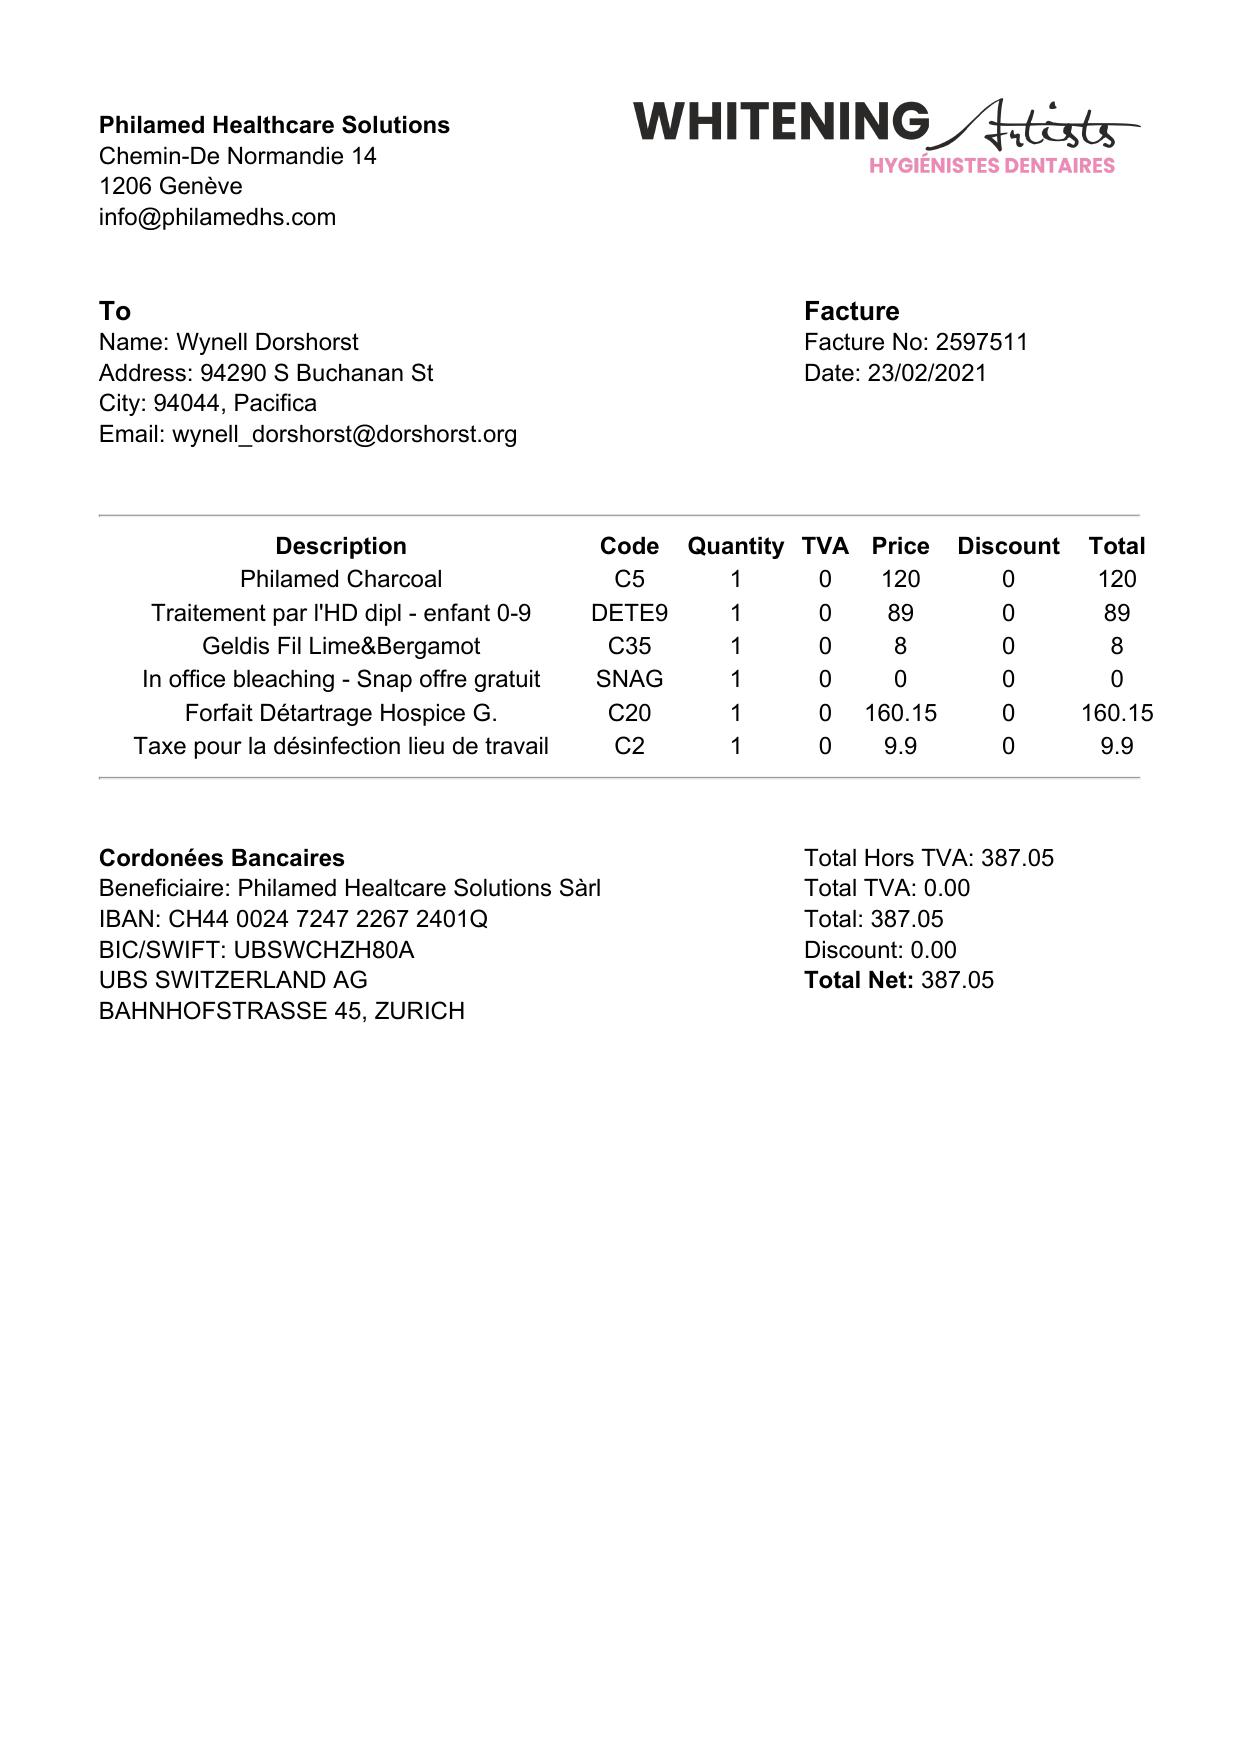 Philamed Healthcare Solutions
Chemin-De Normandie 14
1206 Genève
info@philamedhs.com
WHITENING Artists
HYGIÉNISTES DENTAIRES
To
Name: Wynell Dorshorst
Address: 94290 S Buchanan St
City: 94044, Pacifica
Email: wynell_dorshorst@dorshorst.org
Facture
Facture No: 2597511
Date: 23/02/2021
Description Code Quantity TVA Price Discount Total
Philamed Charcoal C5 1 0 120 0 120
Traitement par l'HD dipl - enfant 0-9 DETE9 1 0 89 0 89
Geldis Fil Lime&Bergamot C35 1 0 8 0 8
In office bleaching - Snap offre gratuit SNAG 1 0 0 0 0
Forfait Détartrage Hospice G. C20 1 0 160.15 0 160.15
Taxe pour la désinfection lieu de travail C2 1 0 9.9 0 9.9
Cordonées Bancaires
Beneficiaire: Philamed Healtcare Solutions Sàrl
IBAN: CH44 0024 7247 2267 2401Q
BIC/SWIFT: UBSWCHZH80A
UBS SWITZERLAND AG
BAHNHOFSTRASSE 45, ZURICH
Total Hors TVA: 387.05
Total TVA: 0.00
Total: 387.05
Discount: 0.00
Total Net: 387.05